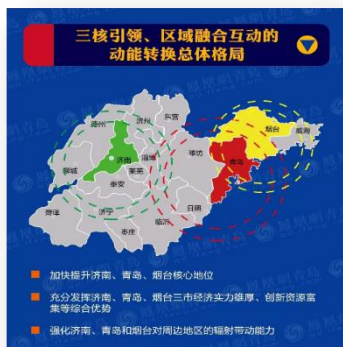 三核引领、区域融合互动的
动能转换总体格局
德州
滨州
东营
烟台
威海
济南
淄博
潍坊
青岛
聊城
莱芜
泰安
日照
菏泽
济宁
临沂
枣庄
加快提升济南、青岛、烟台核心地位
充分发挥济南、青岛、烟台三市经济实力雄厚、创新资源富
集等综合优势
强化济南、青岛和烟台对周边地区的辐射带动能力